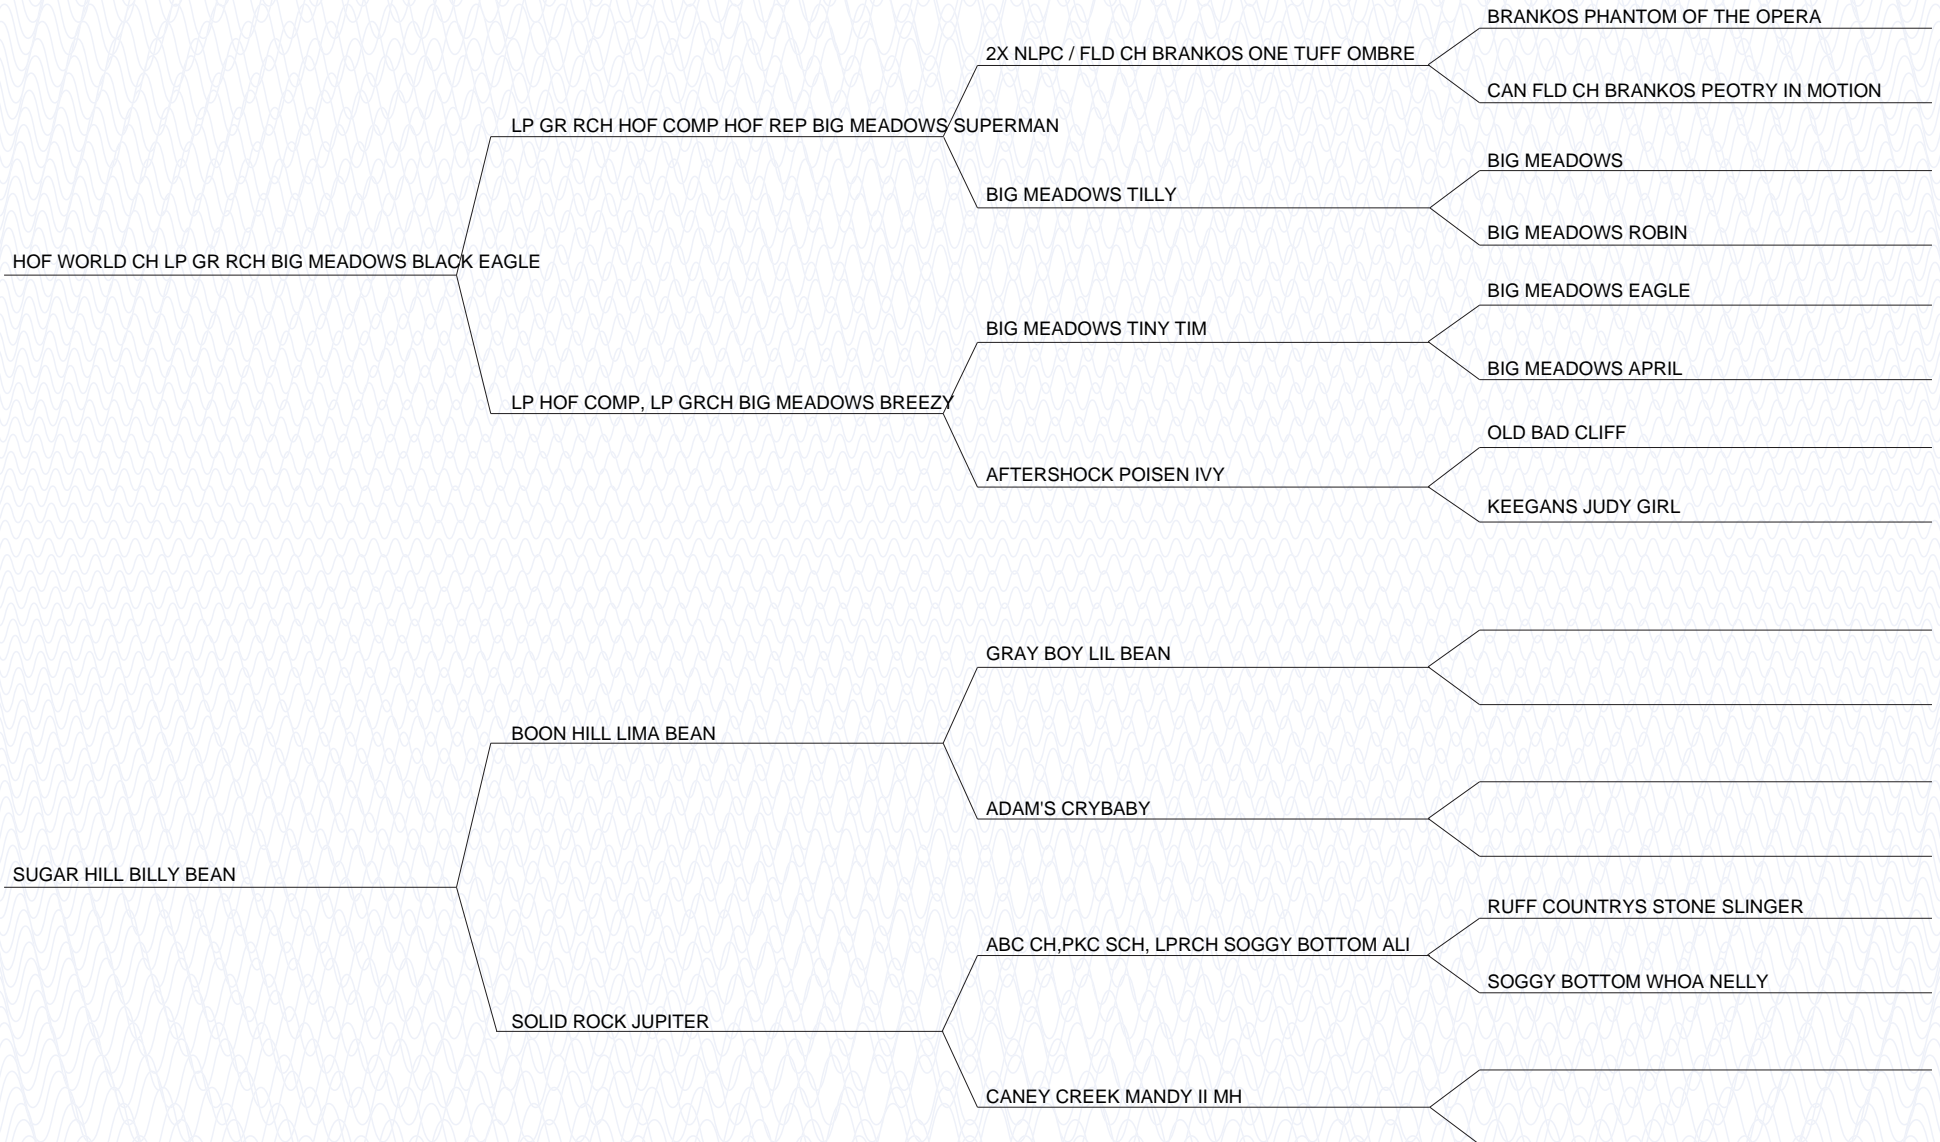 BRANKOS PHANTOM OF THE OPERA
2X NLPC / FLD CH BRANKOS ONE TUFF OMBRE
CAN FLD CH BRANKOS PEOTRY IN MOTION
LP GR RCH HOF COMP HOF REP BIG MEADOWS SUPERMAN
BIG MEADOWS
BIG MEADOWS TILLY
BIG MEADOWS ROBIN
HOF WORLD CH LP GR RCH BIG MEADOWS BLACK EAGLE
BIG MEADOWS EAGLE
BIG MEADOWS TINY TIM
BIG MEADOWS APRIL
LP HOF COMP, LP GRCH BIG MEADOWS BREEZY
OLD BAD CLIFF
AFTERSHOCK POISEN IVY
KEEGANS JUDY GIRL
GRAY BOY LIL BEAN
BOON HILL LIMA BEAN
ADAM'S CRYBABY
SUGAR HILL BILLY BEAN
RUFF COUNTRYS STONE SLINGER
ABC CH,PKC SCH, LPRCH SOGGY BOTTOM ALI
SOGGY BOTTOM WHOA NELLY
SOLID ROCK JUPITER
CANEY CREEK MANDY II MH